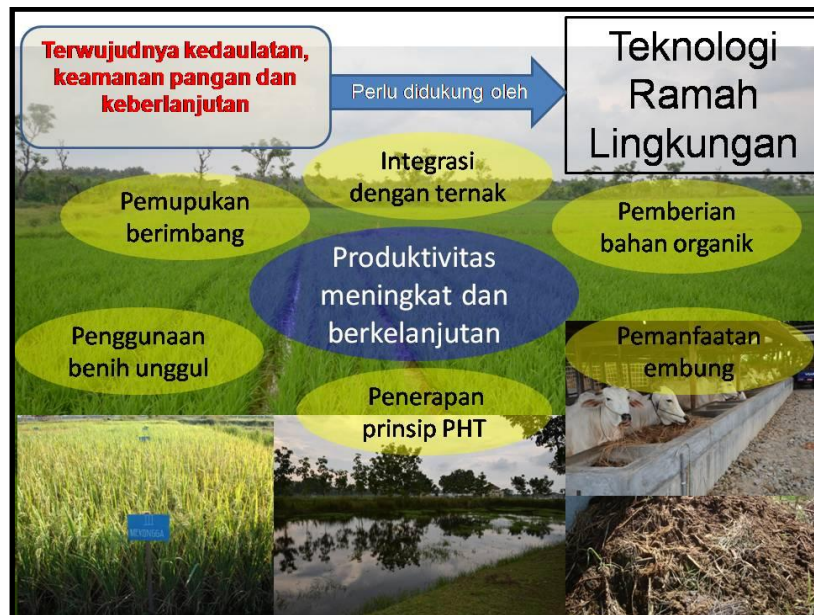 Terwujudnya kedaulatan,
keamanan pangan dan
keberlanjutan
Perlu didukung oleh
Teknologi
Ramah
Lingkungan
Integrasi
dengan ternak
Pemupukan
berimbang
Pemberian
bahan organik
Produktivitas
meningkat dan
berkelanjutan
Penggunaan
benih unggul
Pemanfaatan
embung
Penerapan
prinsip PHT
MEKONGGA